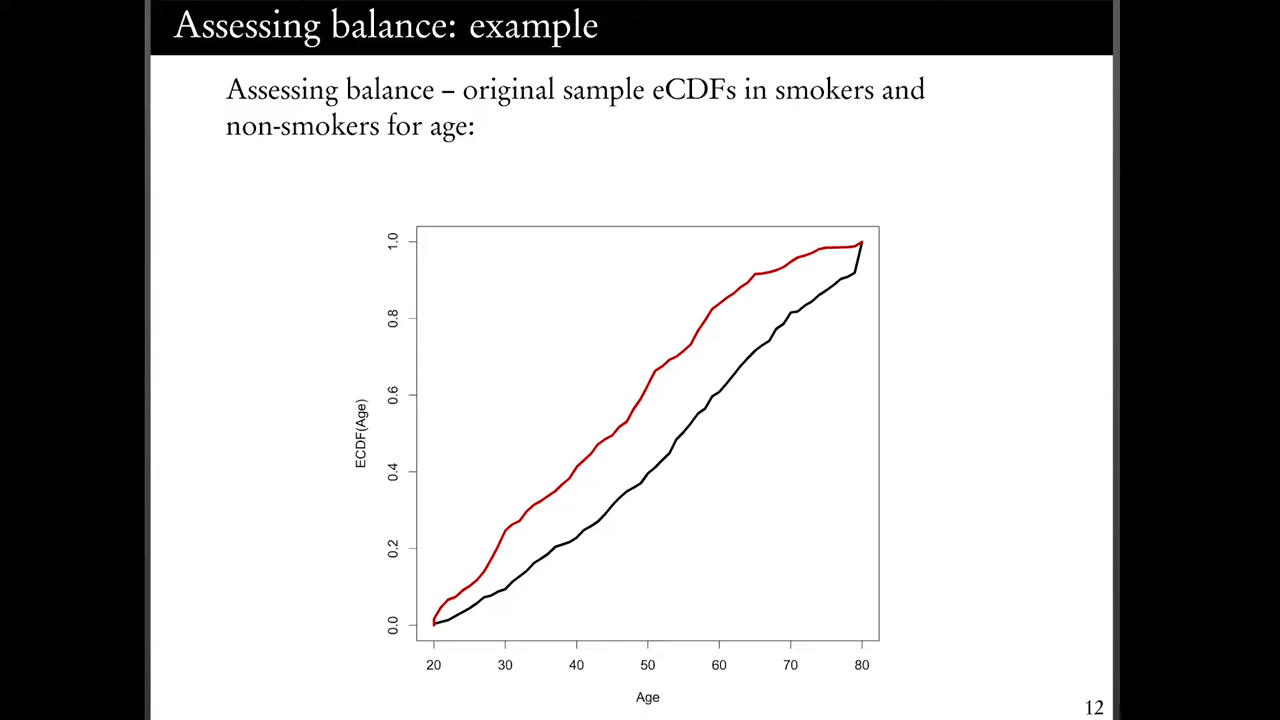 Assessing balance: example
Assessing balance – original sample eCDFs in smokers and
non-smokers for age:
1.0
0.8
0.6
0.4
0.2
0.0
ECDF(Age)
20 30 40 50 60 70 80
Age
12